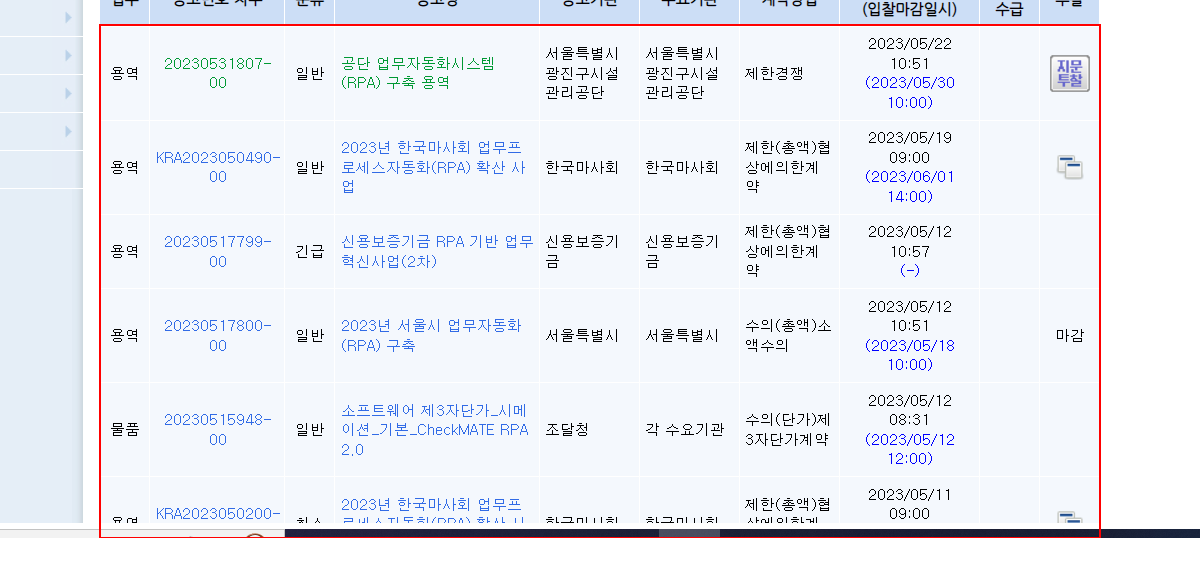 (입찰마감일시)
수급
용역
20230531807-
00
일반
공단 업무자동화시스템
(RPA) 구축 용역
서울특별시
광진구시설
관리공단
서울특별시
광진구시설
관리공단
제한경쟁
2023/05/22
10:51
(2023/05/30
10:00)
지문
투찰
용역
KRA2023050490-
00
일반
2023년 한국마사회 업무프
로세스자동화(RPA) 확산 사
업
한국마사회
한국마사회
제한(총액)협
상에의한계
약
2023/05/19
09:00
(2023/06/01
14:00)
용역
20230517799-
00
긴급
신용보증기금 RPA 기반 업무
혁신사업(2차)
신용보증기
금
신용보증기
금
제한(총액)협
상에의한계
약
2023/05/12
10:57
(-)
용역
20230517800-
00
일반
2023년 서울시 업무자동화
(RPA) 구축
서울특별시
서울특별시
수의(총액)소
액수의
2023/05/12
10:51
(2023/05/18
10:00)
마감
물품
20230515948-
00
일반
소프트웨어 제3자단가_시메
이션_기본_CheckMATE RPA
2.0
조달청
각 수요기관
수의(단가)제
3자단가계약
2023/05/12
08:31
(2023/05/12
12:00)
KRA2023050200-
2023년 한국마사회 업무프
로세스자동화(RPA) 확산 사
한국마사회
한국마사회
제한(총액)협
상에의한계
2023/05/11
09:00